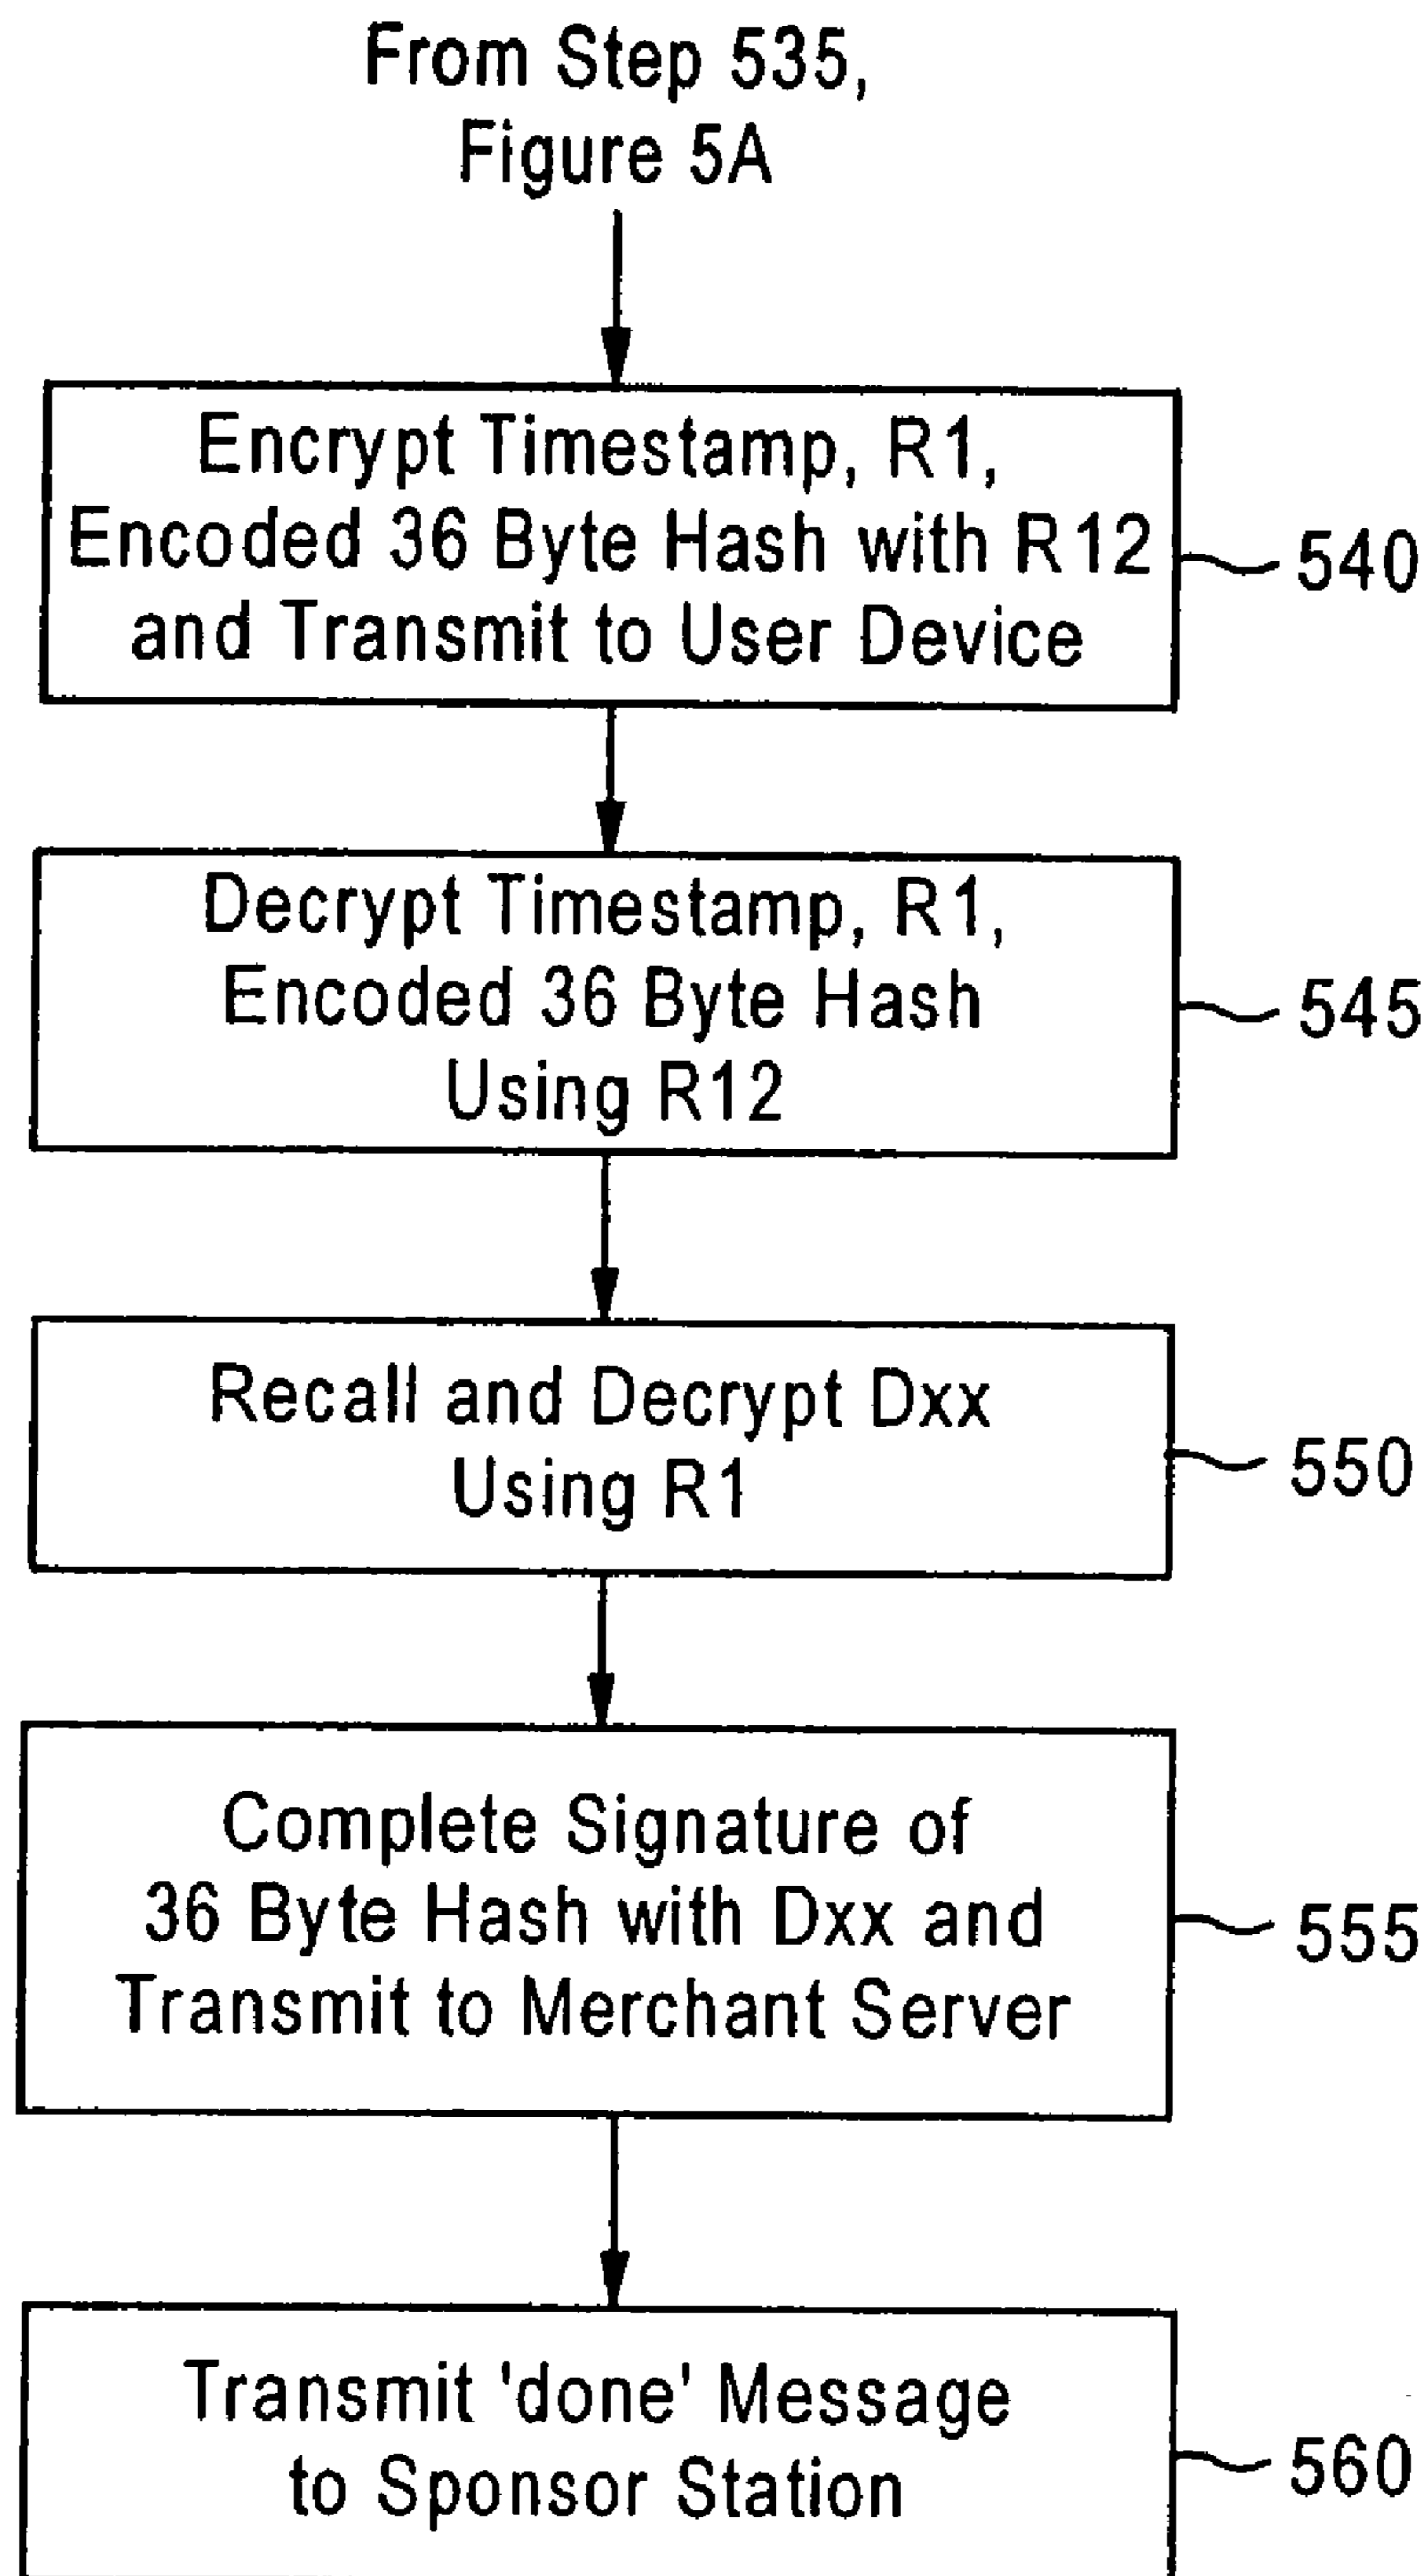 From Step 535,
Figure 5A
Encrypt Timestamp, R1,
Encoded 36 Byte Hash with R12
and Transmit to User Device
540
Decrypt Timestamp, R1,
Encoded 36 Byte Hash
Using R12
545
Recall and Decrypt Dxx
Using R1
550
Complete Signature of
36 Byte Hash with Dxx and
Transmit to Merchant Server
555
Transmit 'done' Message
to Sponsor Station
560